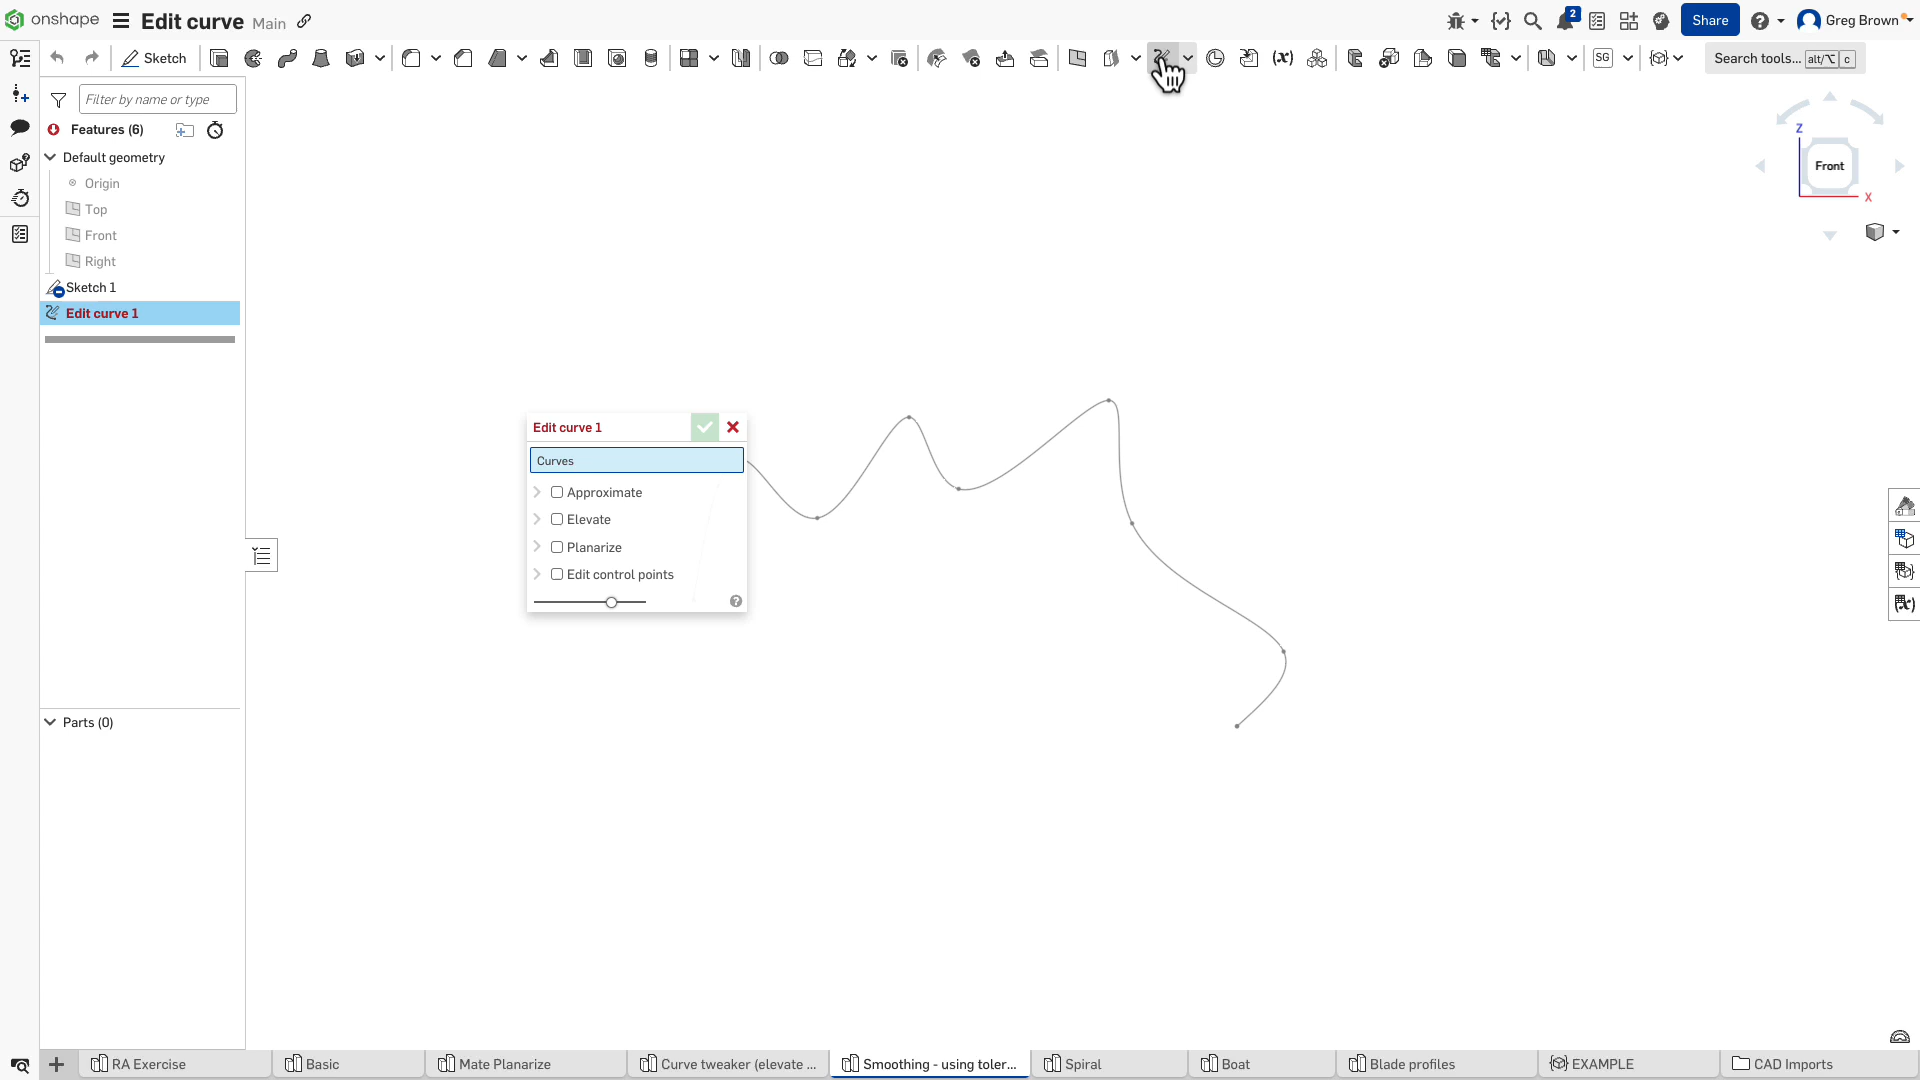 onshape Edit curve Main 2 Share Greg Brown
Sketch SG Search tools... alt/⌥ c
Filter by name or type
Features (6)
Default geometry
Origin
Top
Front
Right
Sketch 1
Edit curve 1
Parts (0)
Edit curve 1
Curves
Approximate
Elevate
Planarize
Edit control points
Z
Front
X
RA Exercise Basic Mate Planarize Curve tweaker (elevate ... Smoothing - using toler... Spiral Boat Blade profiles EXAMPLE CAD Imports